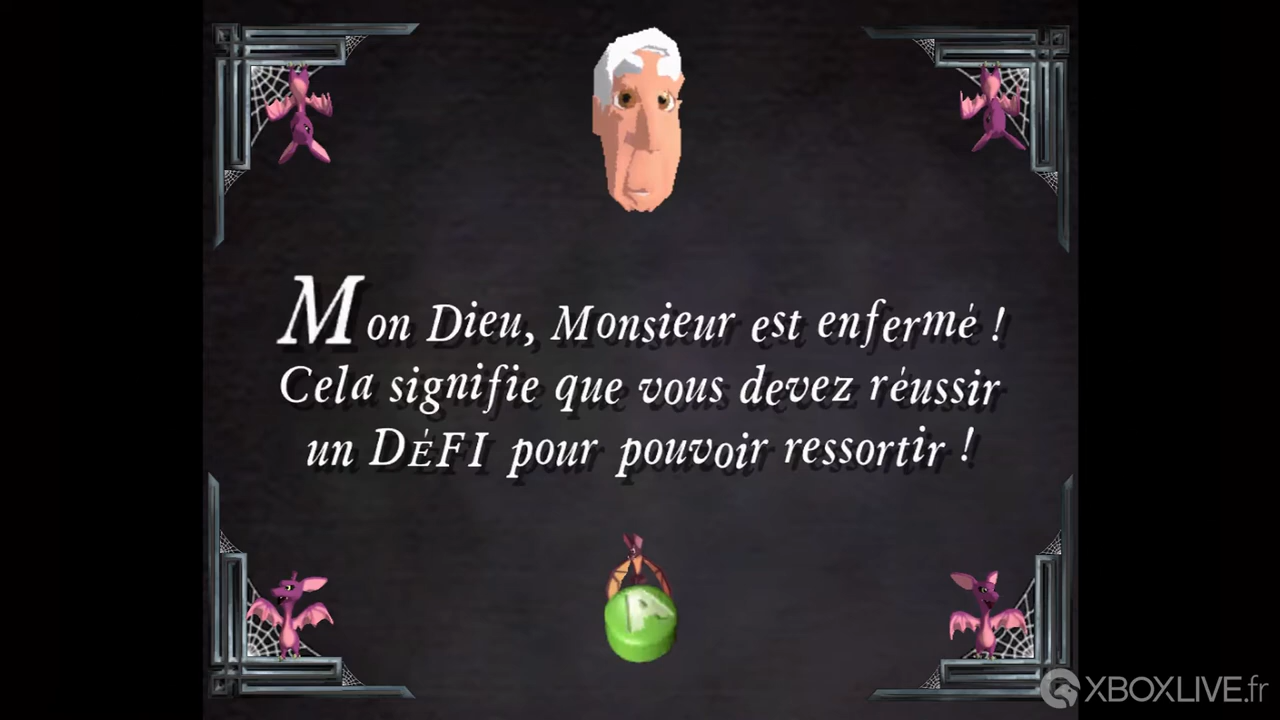 Mon Dieu, Monsieur est enfermé !
Cela signifie que vous devez réussir
un DÉFI pour pouvoir ressortir !
A
XBOXLIVE.fr